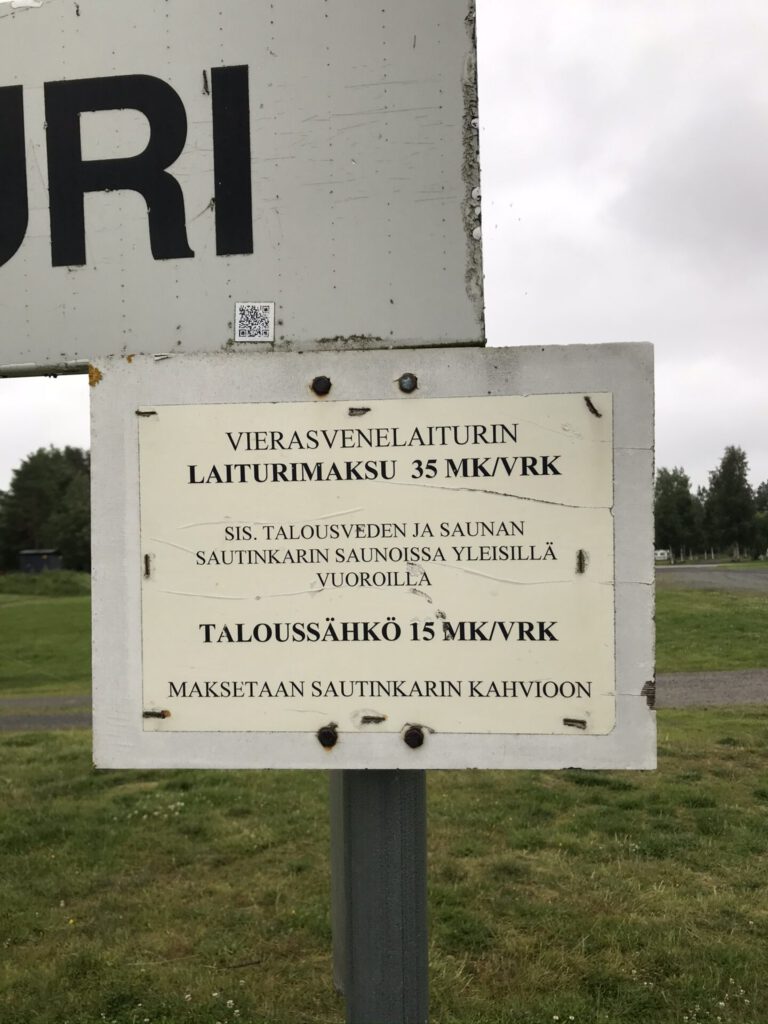 URI
VIERASVENELAITURIN
LAITURIMAKSU 35 MK/VRK
SIS. TALOUSVEDEN JA SAUNAN
SAUTINKARIN SAUNOISSA YLEISILLÄ
VUOROILLA
TALOUSSÄHKÖ 15 MK/VRK
MAKSETAAN SAUTINKARIN KAHVIOON